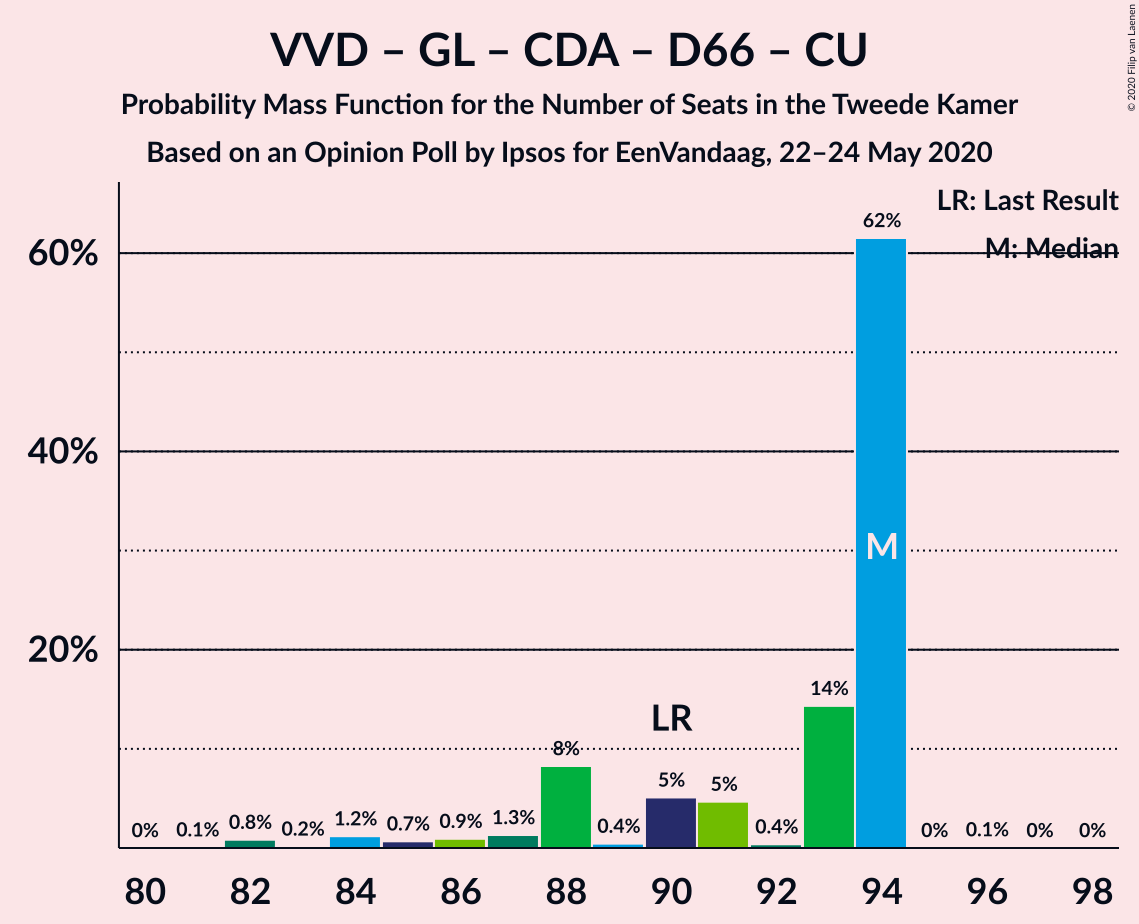 VVD – GL – CDA – D66 – CU
Probability Mass Function for the Number of Seats in the Tweede Kamer
Based on an Opinion Poll by Ipsos for EenVandaag, 22–24 May 2020
© 2020 Filip van Laenen
LR: Last Result
M: Median
60%
40%
20%
0%
0.1%
0.8%
0.2%
1.2%
0.7%
0.9%
1.3%
8%
0.4%
LR
5%
5%
0.4%
14%
62%
M
0%
0.1%
0%
0%
80 82 84 86 88 90 92 94 96 98